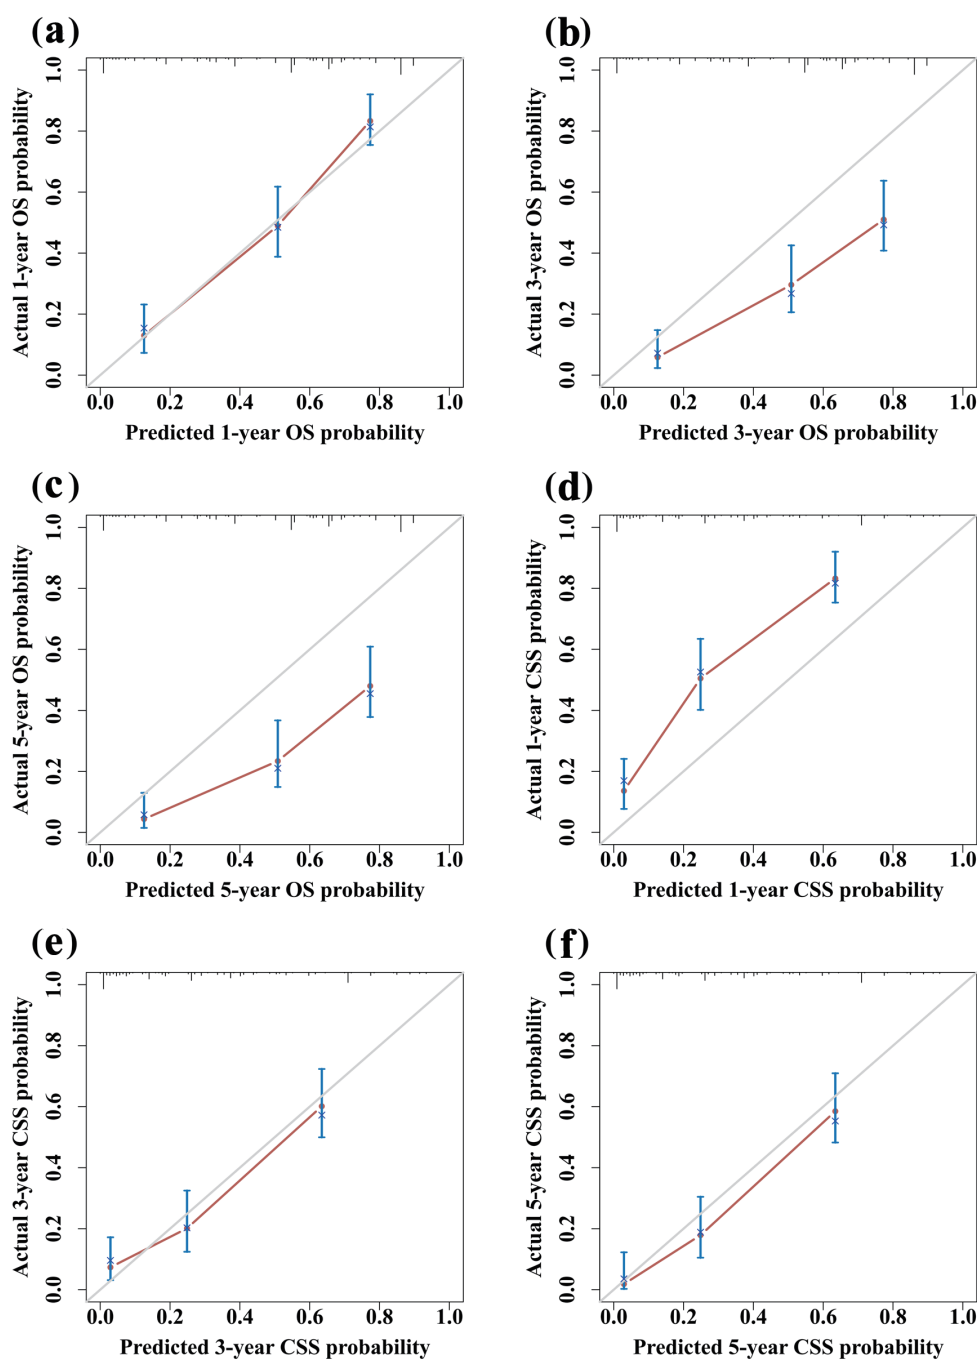 (a)
Actual 1-year OS probability
0.0 0.2 0.4 0.6 0.8 1.0
0.0 0.2 0.4 0.6 0.8 1.0
Predicted 1-year OS probability
(b)
Actual 3-year OS probability
0.0 0.2 0.4 0.6 0.8 1.0
0.0 0.2 0.4 0.6 0.8 1.0
Predicted 3-year OS probability
(c)
Actual 5-year OS probability
0.0 0.2 0.4 0.6 0.8 1.0
0.0 0.2 0.4 0.6 0.8 1.0
Predicted 5-year OS probability
(d)
Actual 1-year CSS probability
0.0 0.2 0.4 0.6 0.8 1.0
0.0 0.2 0.4 0.6 0.8 1.0
Predicted 1-year CSS probability
(e)
Actual 3-year CSS probability
0.0 0.2 0.4 0.6 0.8 1.0
0.0 0.2 0.4 0.6 0.8 1.0
Predicted 3-year CSS probability
(f)
Actual 5-year CSS probability
0.0 0.2 0.4 0.6 0.8 1.0
0.0 0.2 0.4 0.6 0.8 1.0
Predicted 5-year CSS probability